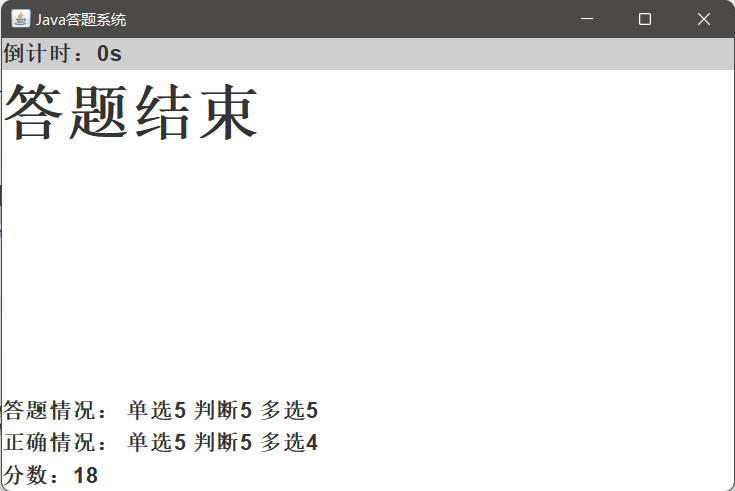 Java答题系统
倒计时：0s
答题结束
答题情况： 单选5 判断5 多选5
正确情况： 单选5 判断5 多选4
分数：18